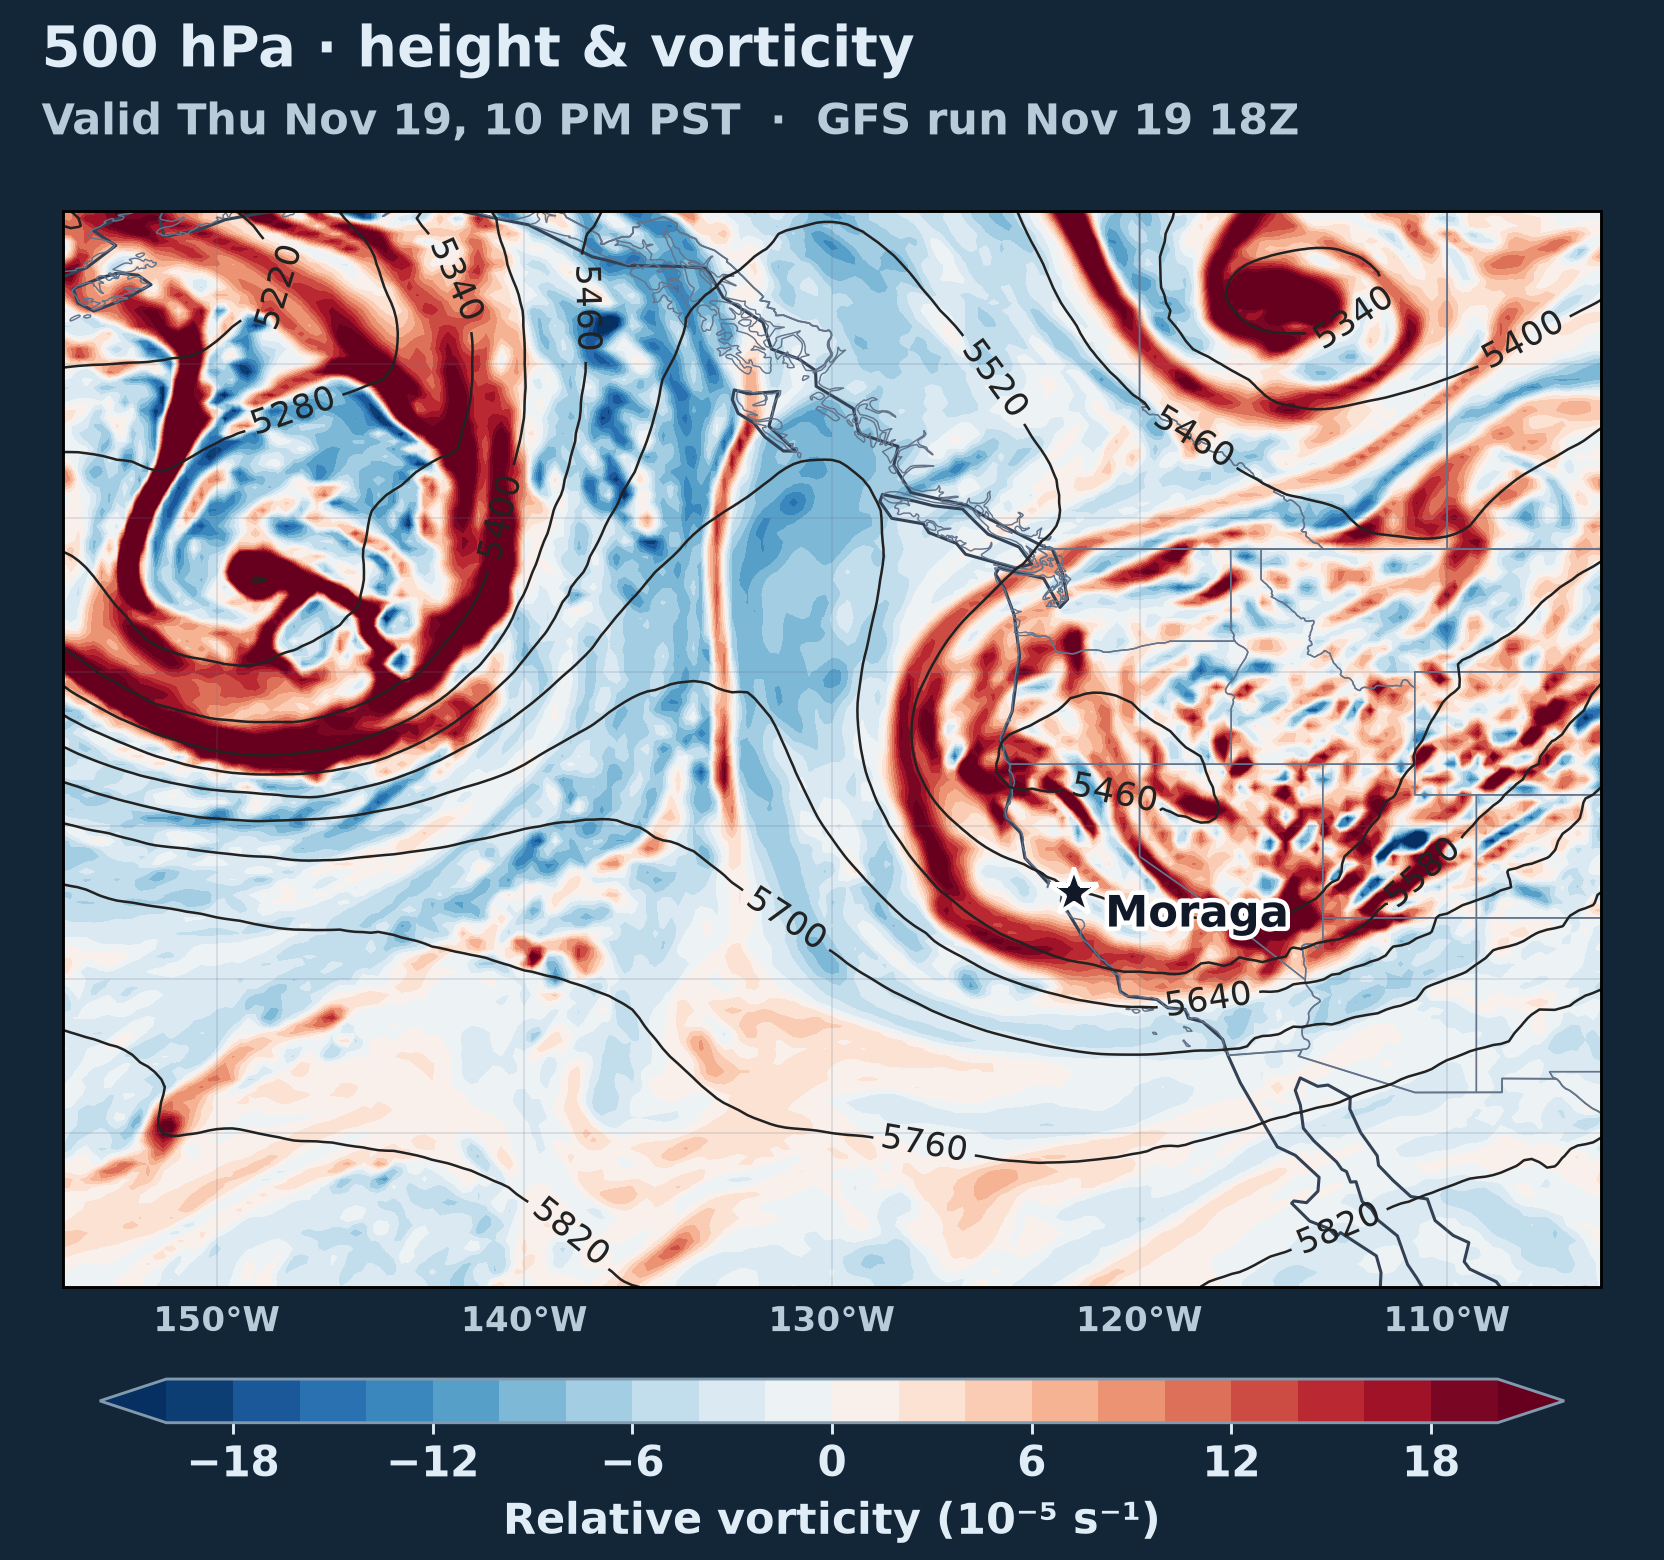 500 hPa · height & vorticity
Valid Thu Nov 19, 10 PM PST · GFS run Nov 19 18Z
5220
5340
5460
5340
5400
5520
5280
5460
5400
5460
5580
Moraga
5700
5640
5760
5820
5820
150°W 140°W 130°W 120°W 110°W
−18 −12 −6 0 6 12 18
Relative vorticity (10⁻⁵ s⁻¹)